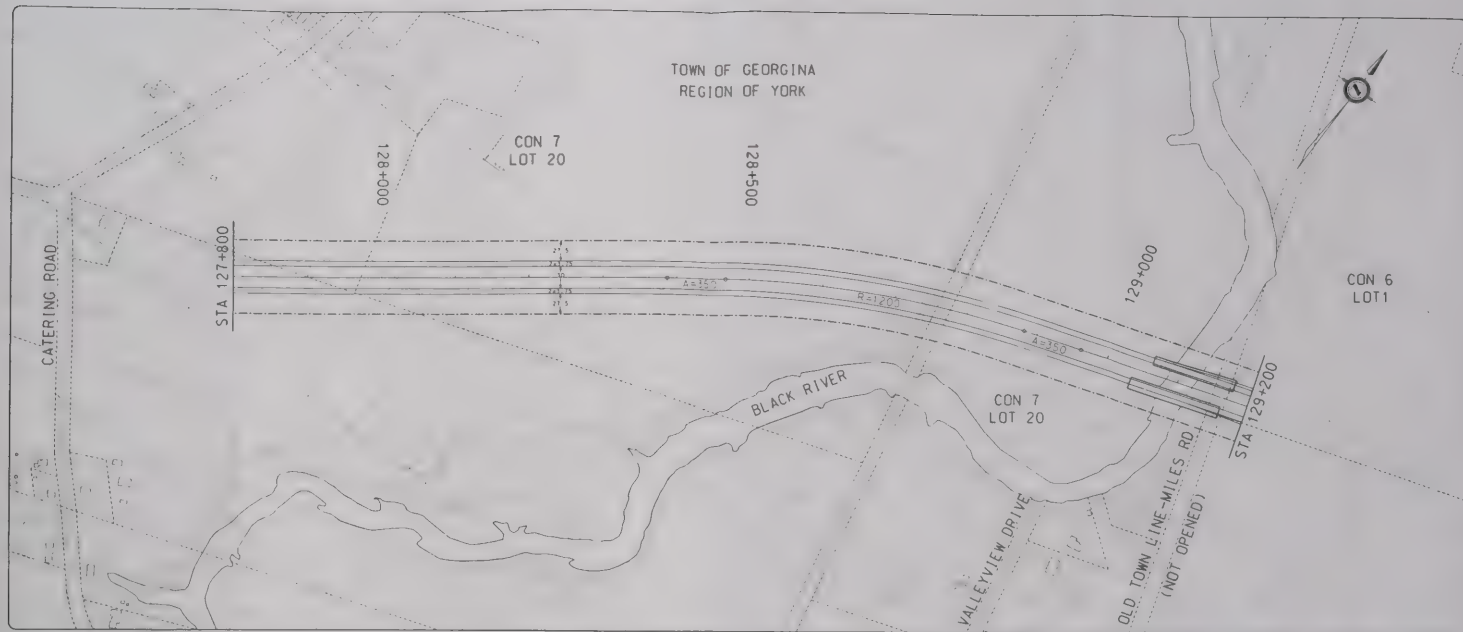 TOWN OF GEORGINA
REGION OF YORK
CON 7
LOT 20
128+000
128+500
129+000
CON 6
LOT1
CATERING ROAD
STA 127+800
A=350
R=1200
A=350
STA 129+200
BLACK RIVER
CON 7
LOT 20
VALLEYVIEW DRIVE
OLD TOWN LINE-MILES RD
(NOT OPENED)